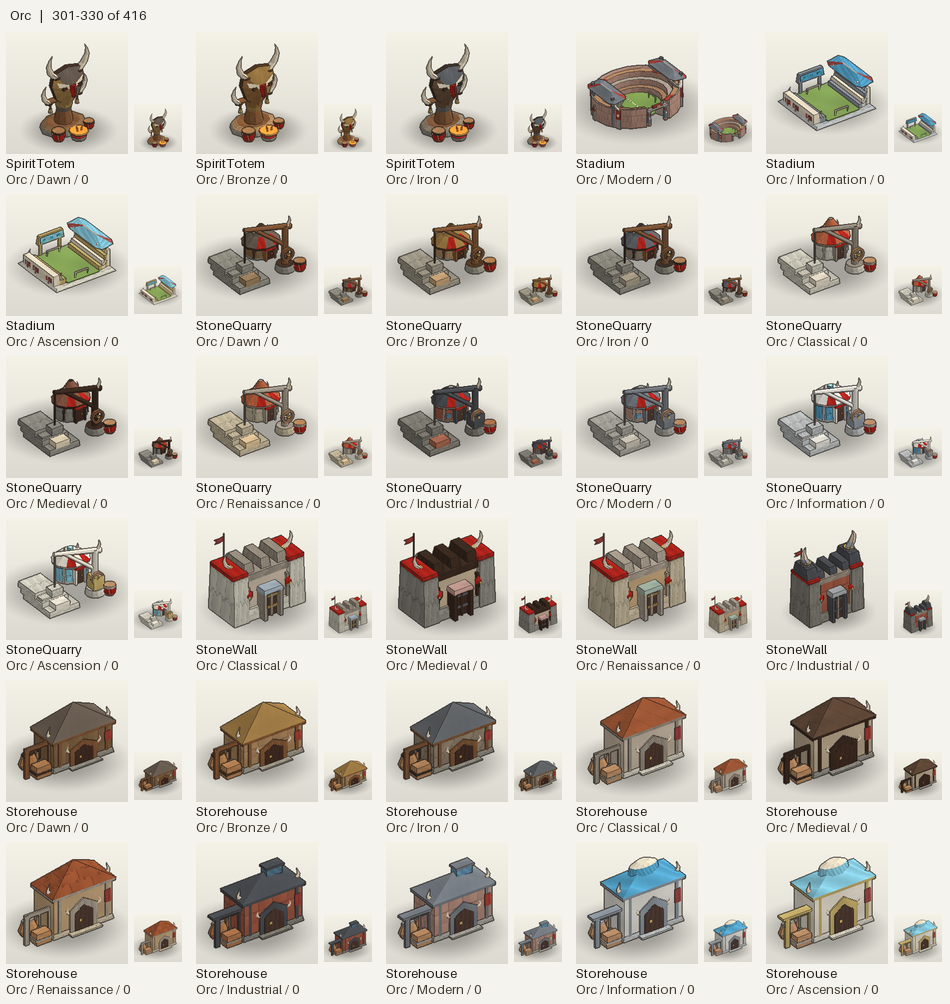 Orc | 301-330 of 416
SpiritTotem
Orc / Dawn / 0
SpiritTotem
Orc / Bronze / 0
SpiritTotem
Orc / Iron / 0
Stadium
Orc / Modern / 0
Stadium
Orc / Information / 0
Stadium
Orc / Ascension / 0
StoneQuarry
Orc / Dawn / 0
StoneQuarry
Orc / Bronze / 0
StoneQuarry
Orc / Iron / 0
StoneQuarry
Orc / Classical / 0
StoneQuarry
Orc / Medieval / 0
StoneQuarry
Orc / Renaissance / 0
StoneQuarry
Orc / Industrial / 0
StoneQuarry
Orc / Modern / 0
StoneQuarry
Orc / Information / 0
StoneQuarry
Orc / Ascension / 0
StoneWall
Orc / Classical / 0
StoneWall
Orc / Medieval / 0
StoneWall
Orc / Renaissance / 0
StoneWall
Orc / Industrial / 0
Storehouse
Orc / Dawn / 0
Storehouse
Orc / Bronze / 0
Storehouse
Orc / Iron / 0
Storehouse
Orc / Classical / 0
Storehouse
Orc / Medieval / 0
Storehouse
Orc / Renaissance / 0
Storehouse
Orc / Industrial / 0
Storehouse
Orc / Modern / 0
Storehouse
Orc / Information / 0
Storehouse
Orc / Ascension / 0